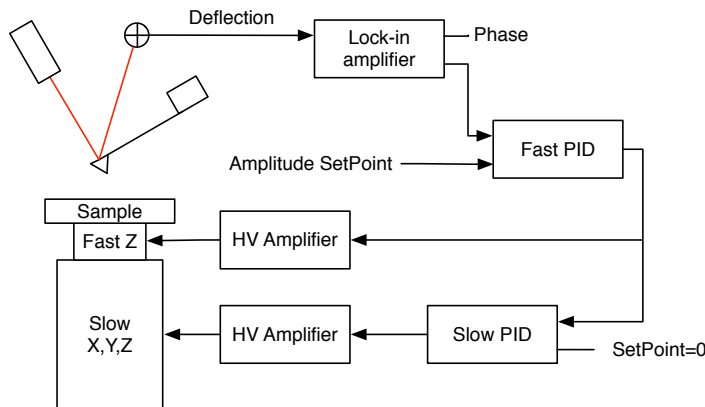 Deflection
Lock-in
amplifier
Phase
Fast PID
Amplitude SetPoint
Sample
Fast Z
HV Amplifier
Slow
X,Y,Z
HV Amplifier
Slow PID
SetPoint=0